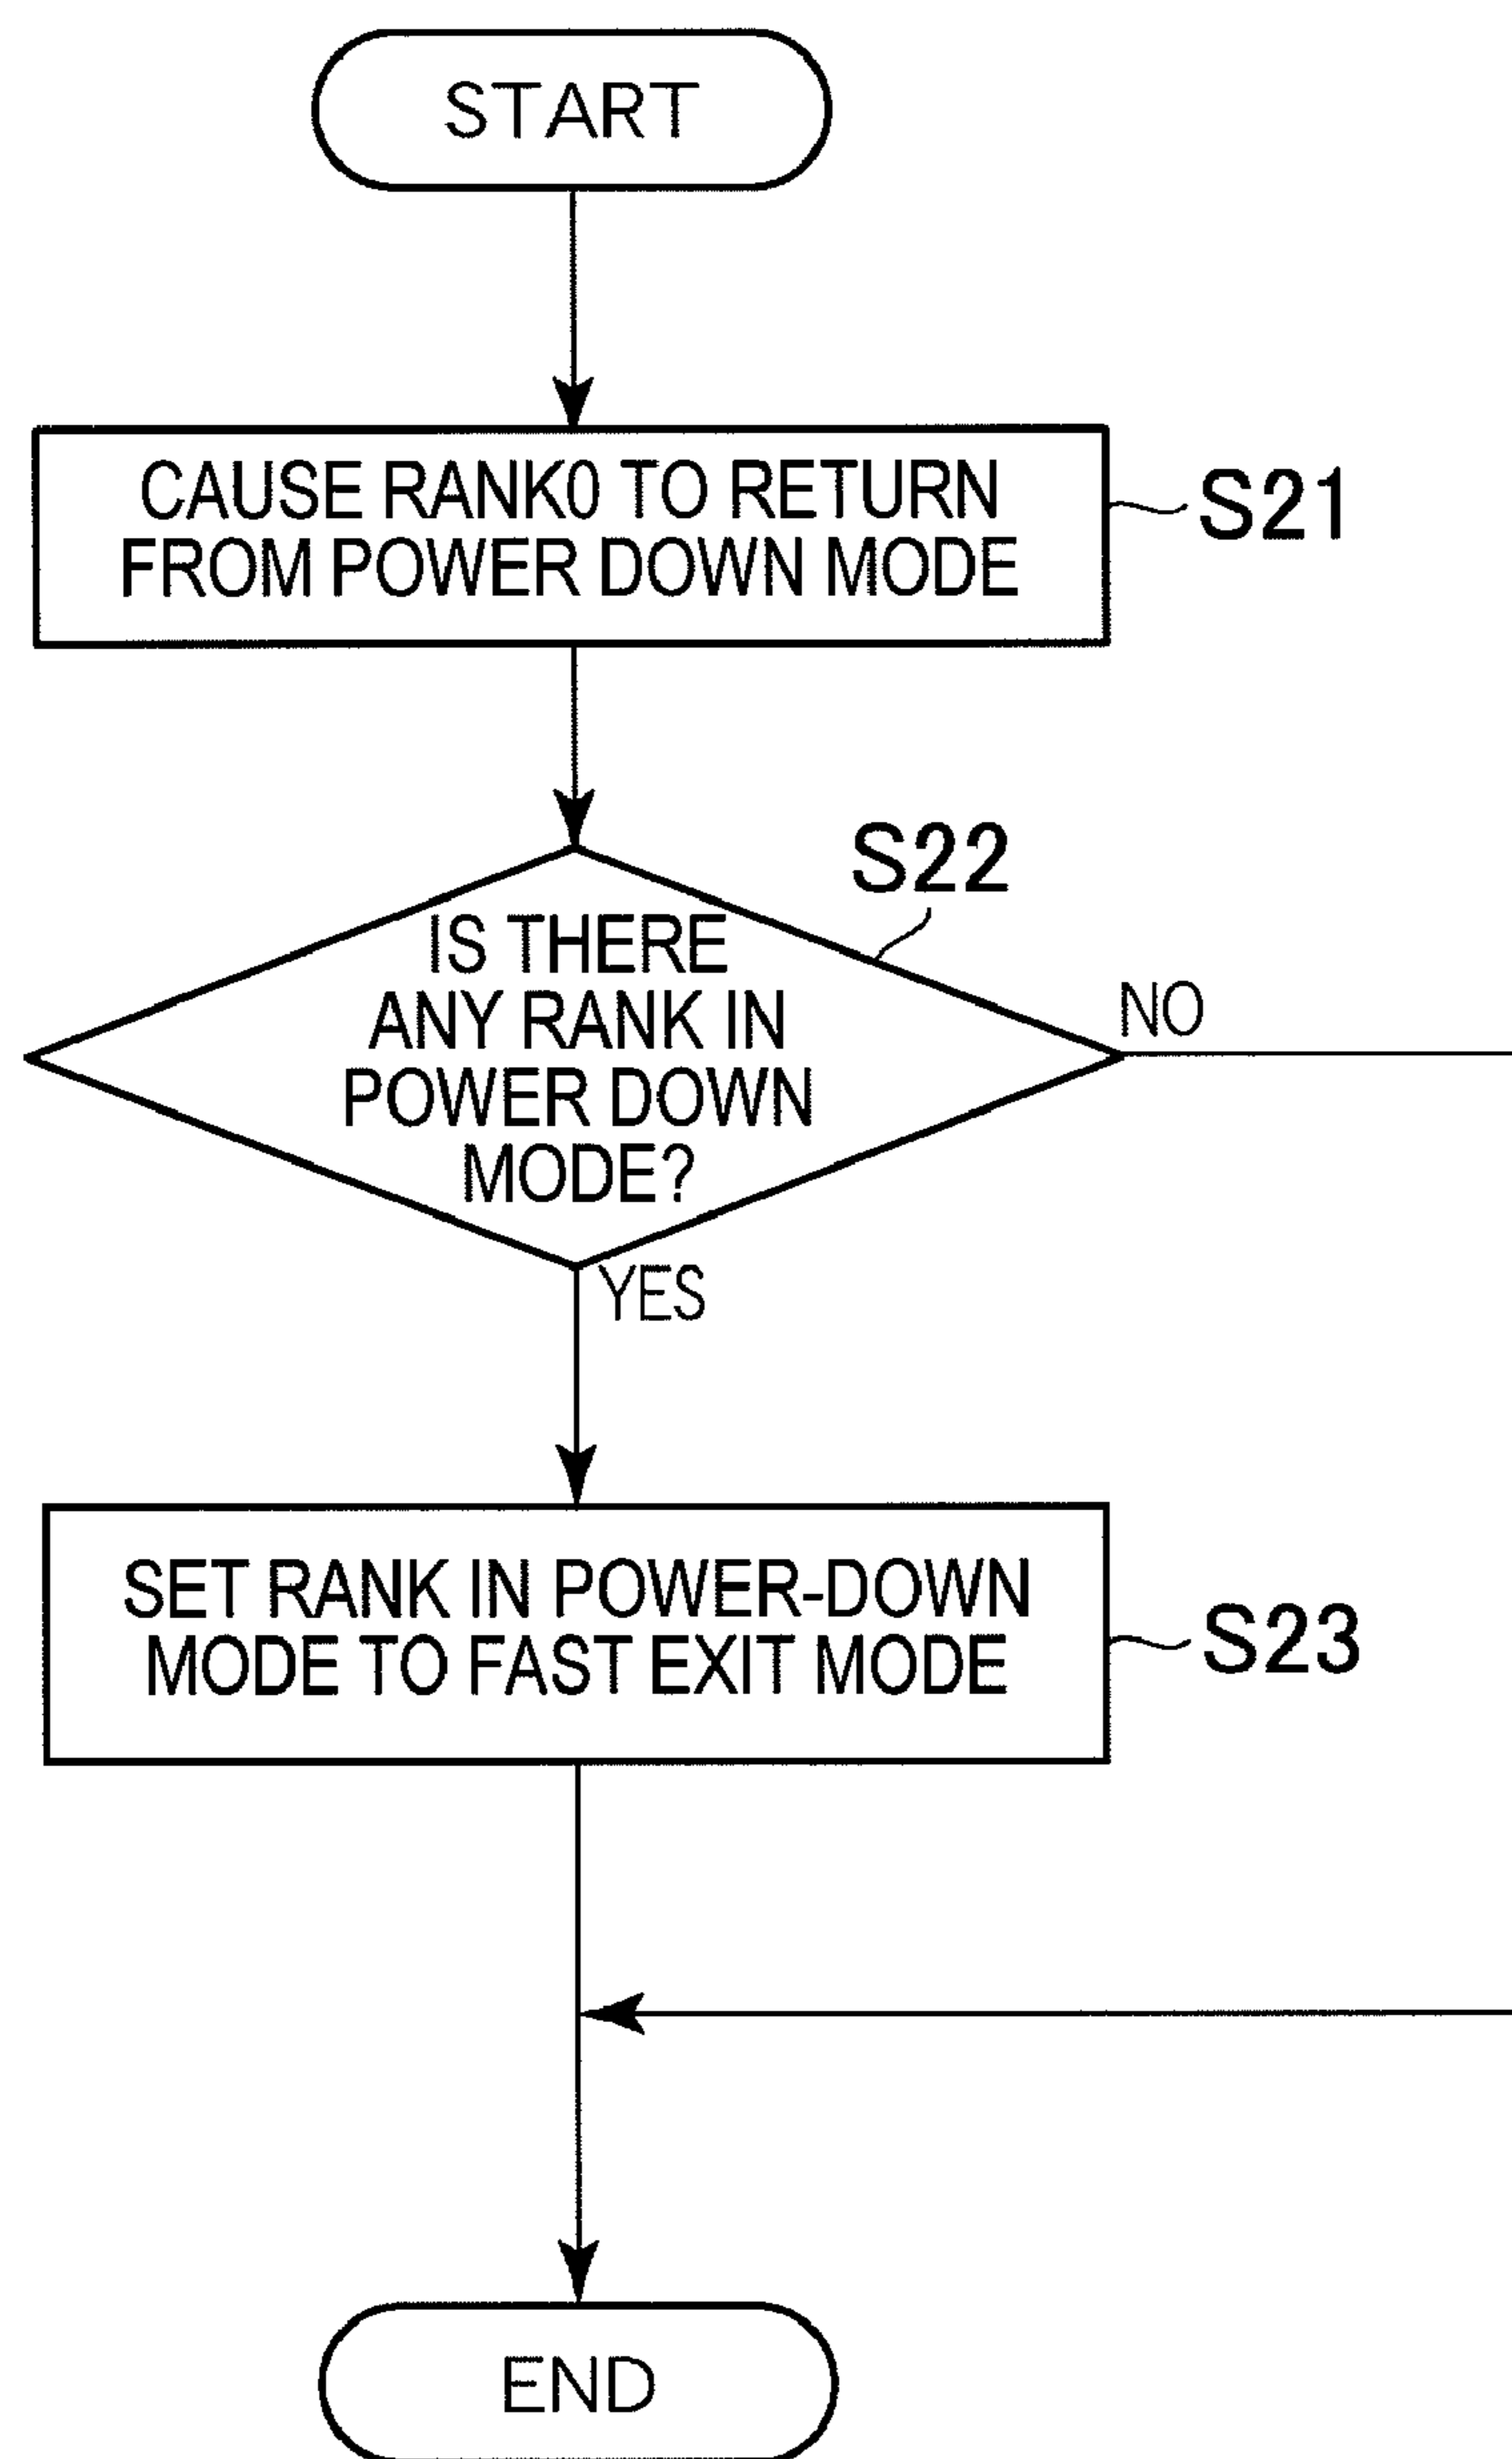 START
CAUSE RANK0 TO RETURN
FROM POWER DOWN MODE
S21
S22
IS THERE
ANY RANK IN
POWER DOWN
MODE?
NO
YES
SET RANK IN POWER-DOWN
MODE TO FAST EXIT MODE
S23
END